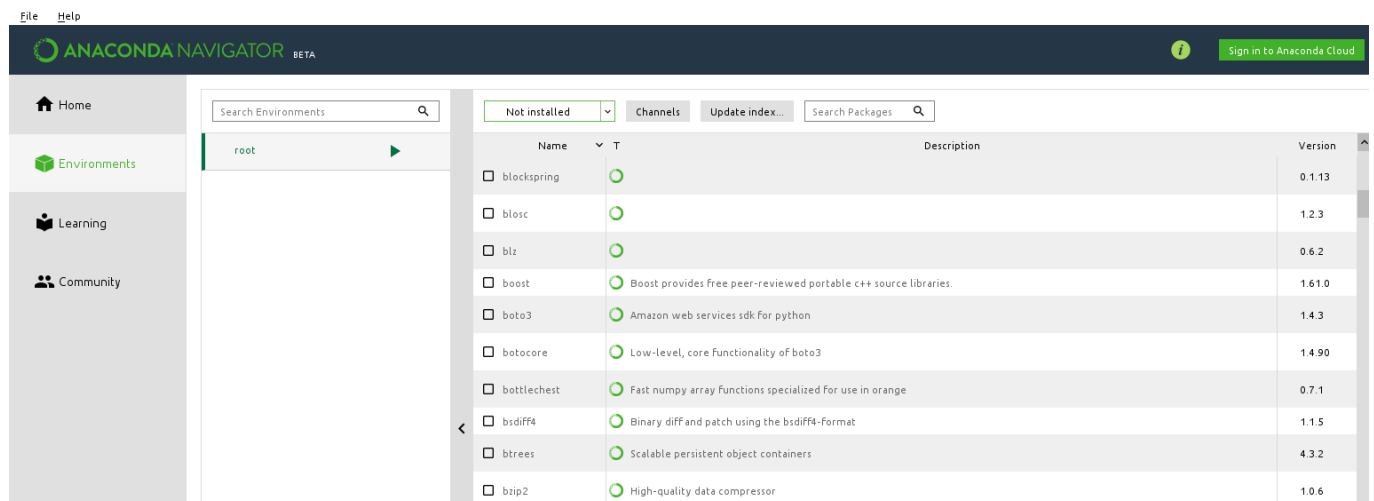 File Help
ANACONDA NAVIGATOR BETA
i Sign in to Anaconda Cloud
Home
Environments
Learning
Community
Search Environments
root
Not installed Channels Update index... Search Packages
Name T Description Version
blockspring 0.1.13
blosc 1.2.3
blz 0.6.2
boost Boost provides free peer-reviewed portable c++ source libraries. 1.61.0
boto3 Amazon web services sdk for python 1.4.3
botocore Low-level, core functionality of boto3 1.4.90
bottlechest Fast numpy array functions specialized for use in orange 0.7.1
bsdiff4 Binary diff and patch using the bsdiff4-format 1.1.5
btrees Scalable persistent object containers 4.3.2
bzip2 High-quality data compressor 1.0.6